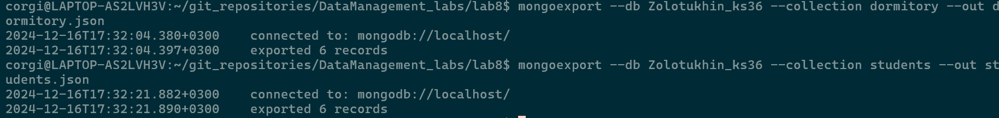 corgi@LAPTOP-AS2LVH3V:~/git_repositories/DataManagement_labs/lab8$ mongoexport --db Zolotukhin_ks36 --collection dormitory --out d
ormitory.json
2024-12-16T17:32:04.380+0300    connected to: mongodb://localhost/
2024-12-16T17:32:04.397+0300    exported 6 records
corgi@LAPTOP-AS2LVH3V:~/git_repositories/DataManagement_labs/lab8$ mongoexport --db Zolotukhin_ks36 --collection students --out st
udents.json
2024-12-16T17:32:21.882+0300    connected to: mongodb://localhost/
2024-12-16T17:32:21.890+0300    exported 6 records